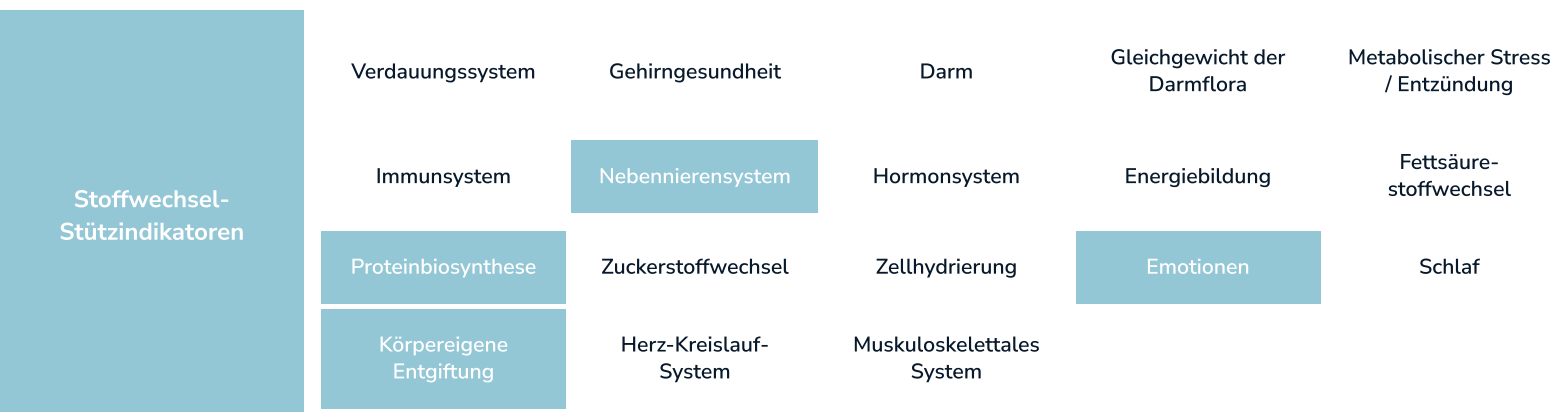 Stoffwechsel-
Stützindikatoren
Verdauungssystem
Gehirngesundheit
Darm
Gleichgewicht der
Darmflora
Metabolischer Stress
/ Entzündung
Immunsystem
Nebennierensystem
Hormonsystem
Energiebildung
Fettsäure-
stoffwechsel
Proteinbiosynthese
Zuckerstoffwechsel
Zellhydrierung
Emotionen
Schlaf
Körpereigene
Entgiftung
Herz-Kreislauf-
System
Muskuloskelettales
System